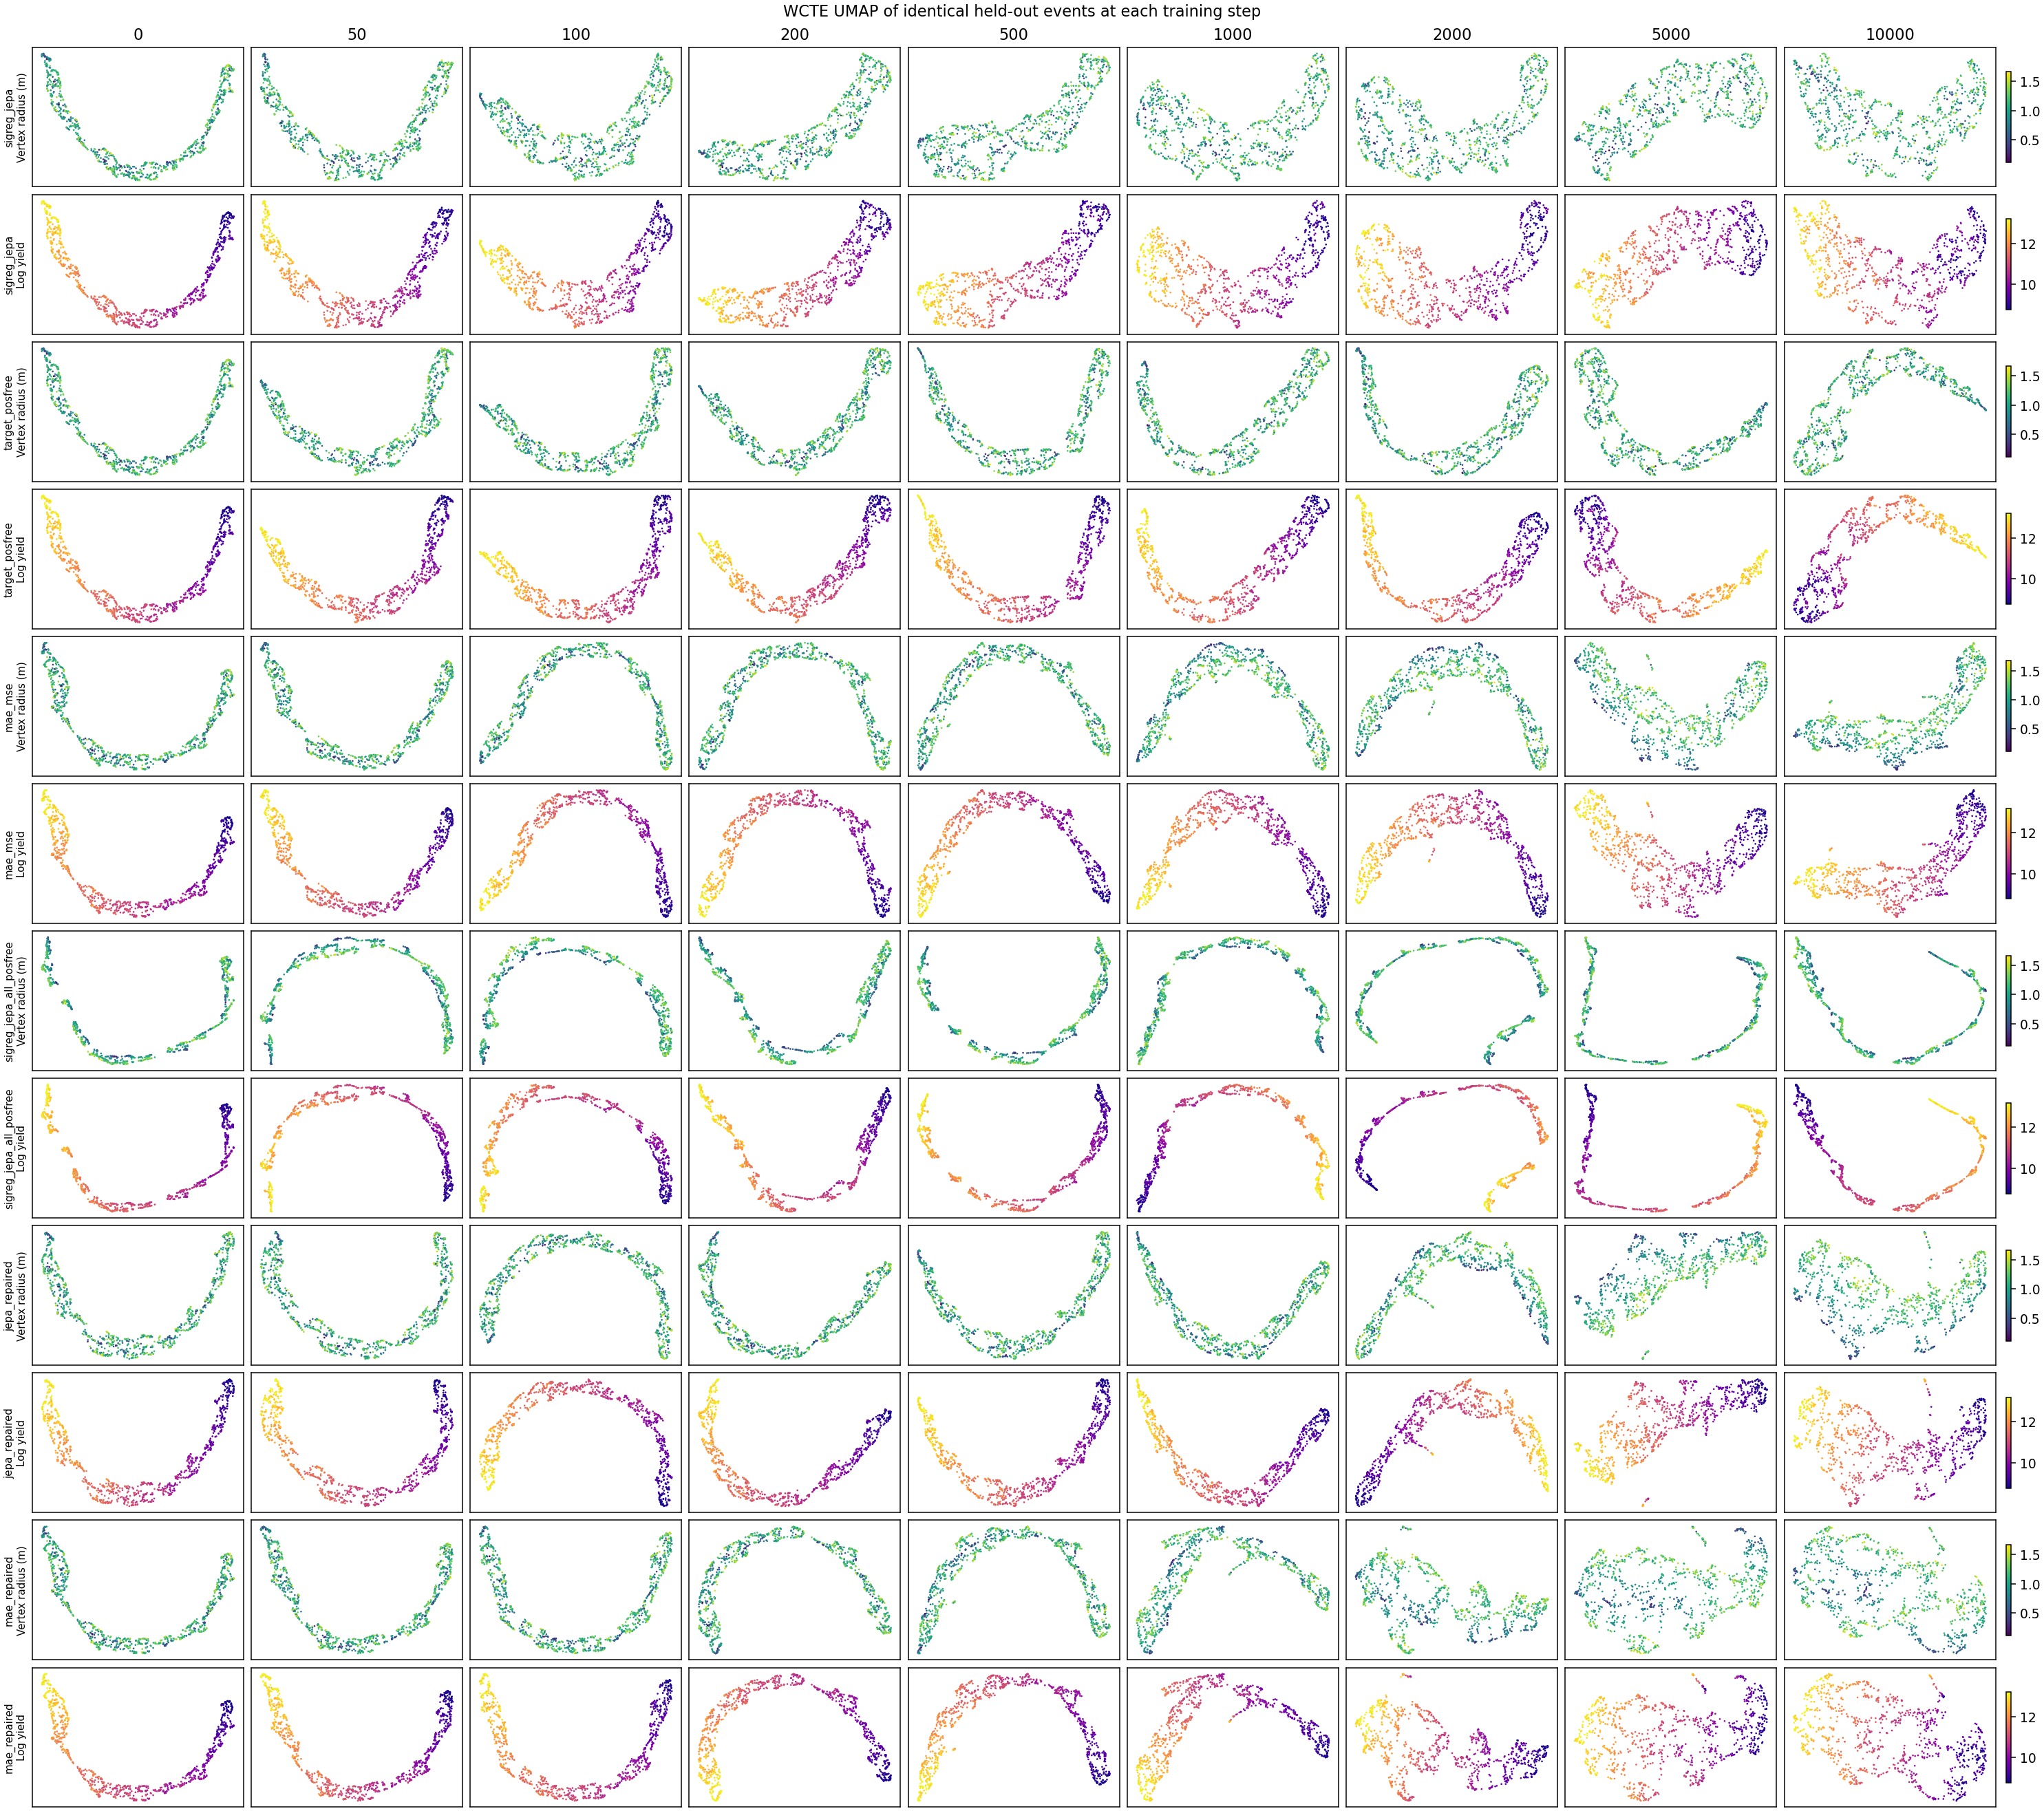 WCTE UMAP of identical held-out events at each training step
0 50 100 200 500 1000 2000 5000 10000
sigreg_jepa
Vertex radius (m)
1.5
1.0
0.5
sigreg_jepa
Log yield
12
10
target_posfree
Vertex radius (m)
1.5
1.0
0.5
target_posfree
Log yield
12
10
mae_mse
Vertex radius (m)
1.5
1.0
0.5
mae_mse
Log yield
12
10
sigreg_jepa_all_posfree
Vertex radius (m)
1.5
1.0
0.5
sigreg_jepa_all_posfree
Log yield
12
10
jepa_repaired
Vertex radius (m)
1.5
1.0
0.5
jepa_repaired
Log yield
12
10
mae_repaired
Vertex radius (m)
1.5
1.0
0.5
mae_repaired
Log yield
12
10